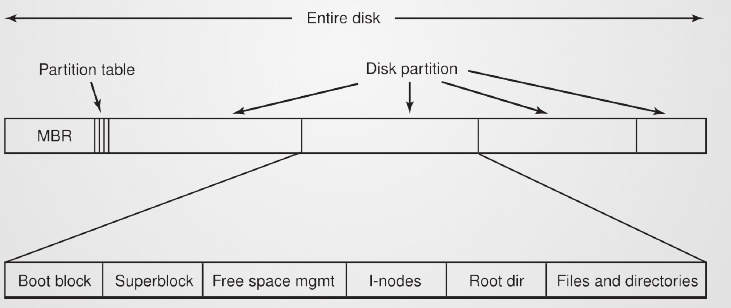 Entire disk
Partition table
Disk partition
MBR
Boot block
Superblock
Free space mgmt
I-nodes
Root dir
Files and directories